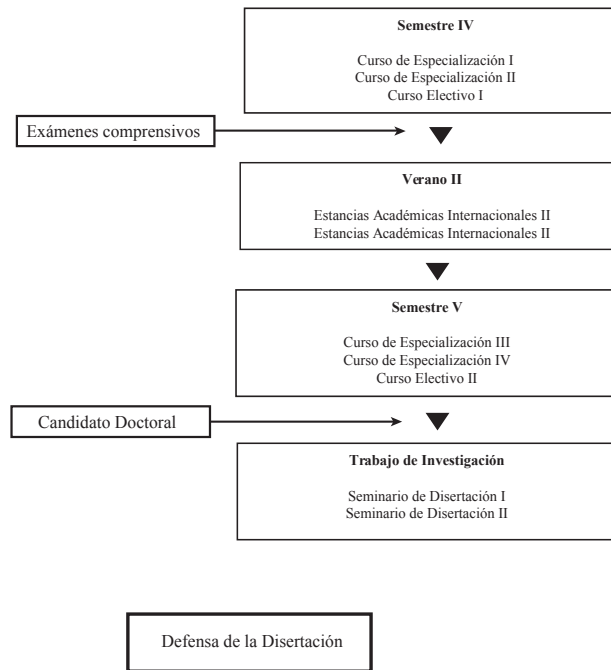 Semestre IV
Curso de Especialización I
Curso de Especialización II
Curso Electivo I
Exámenes comprensivos
Verano II
Estancias Académicas Internacionales II
Estancias Académicas Internacionales II
Semestre V
Curso de Especialización III
Curso de Especialización IV
Curso Electivo II
Candidato Doctoral
Trabajo de Investigación
Seminario de Disertación I
Seminario de Disertación II
Defensa de la Disertación